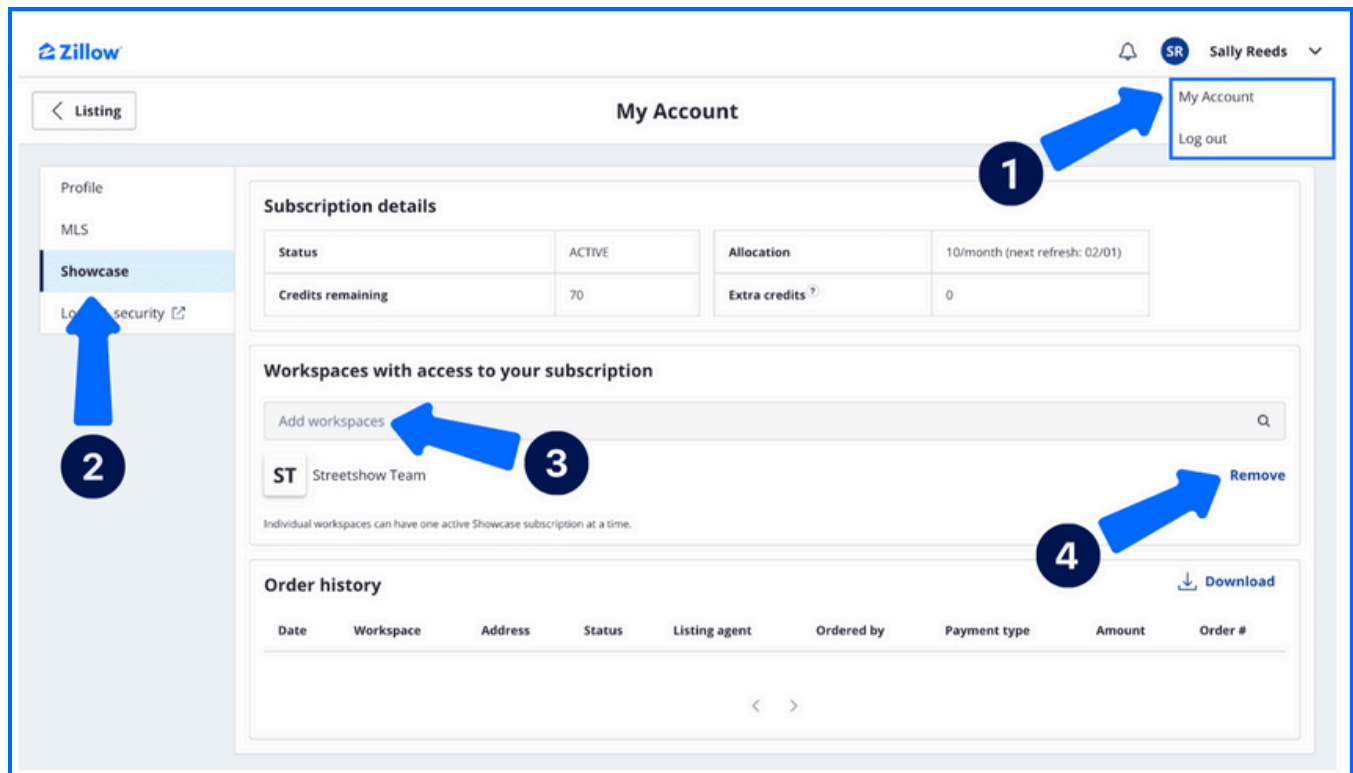 Zillow
SR Sally Reeds
Listing
My Account
My Account
Log out
1
Profile
MLS
Showcase
Lo security
2
Subscription details
Status ACTIVE Allocation 10/month (next refresh: 02/01)
Credits remaining 70 Extra credits ? 0
Workspaces with access to your subscription
Add workspaces
3
ST Streetshow Team
Remove
Individual workspaces can have one active Showcase subscription at a time.
4
Order history
Download
Date Workspace Address Status Listing agent Ordered by Payment type Amount Order #